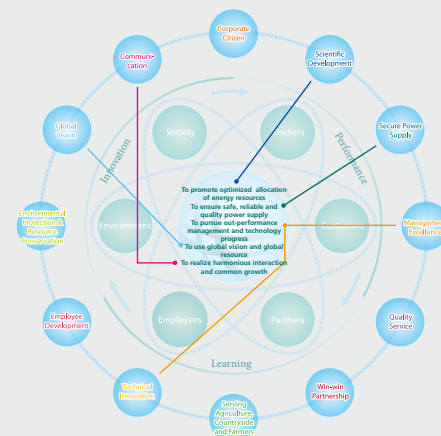 Corporate
Citizen
Communi-
cation
Scientific
Development
Global
Vision
Secure Power
Supply
Society
Owners
Innovation
Performance
To promote optimized allocation
of energy resources
To ensure safe, reliable and
quality power supply
To pursue out-performance
management and technology
progress
To use global vision and global
resource
To realize harmonious interaction
and common growth
Environmental
Protection &
Resource
Conservation
Environment
Customers
Management
Excellence
Employee
Development
Employees
Partners
Quality
Service
Learning
Technical
Innovation
Win-win
Partnership
Serving
Agriculture,
Countryside
and Farmers